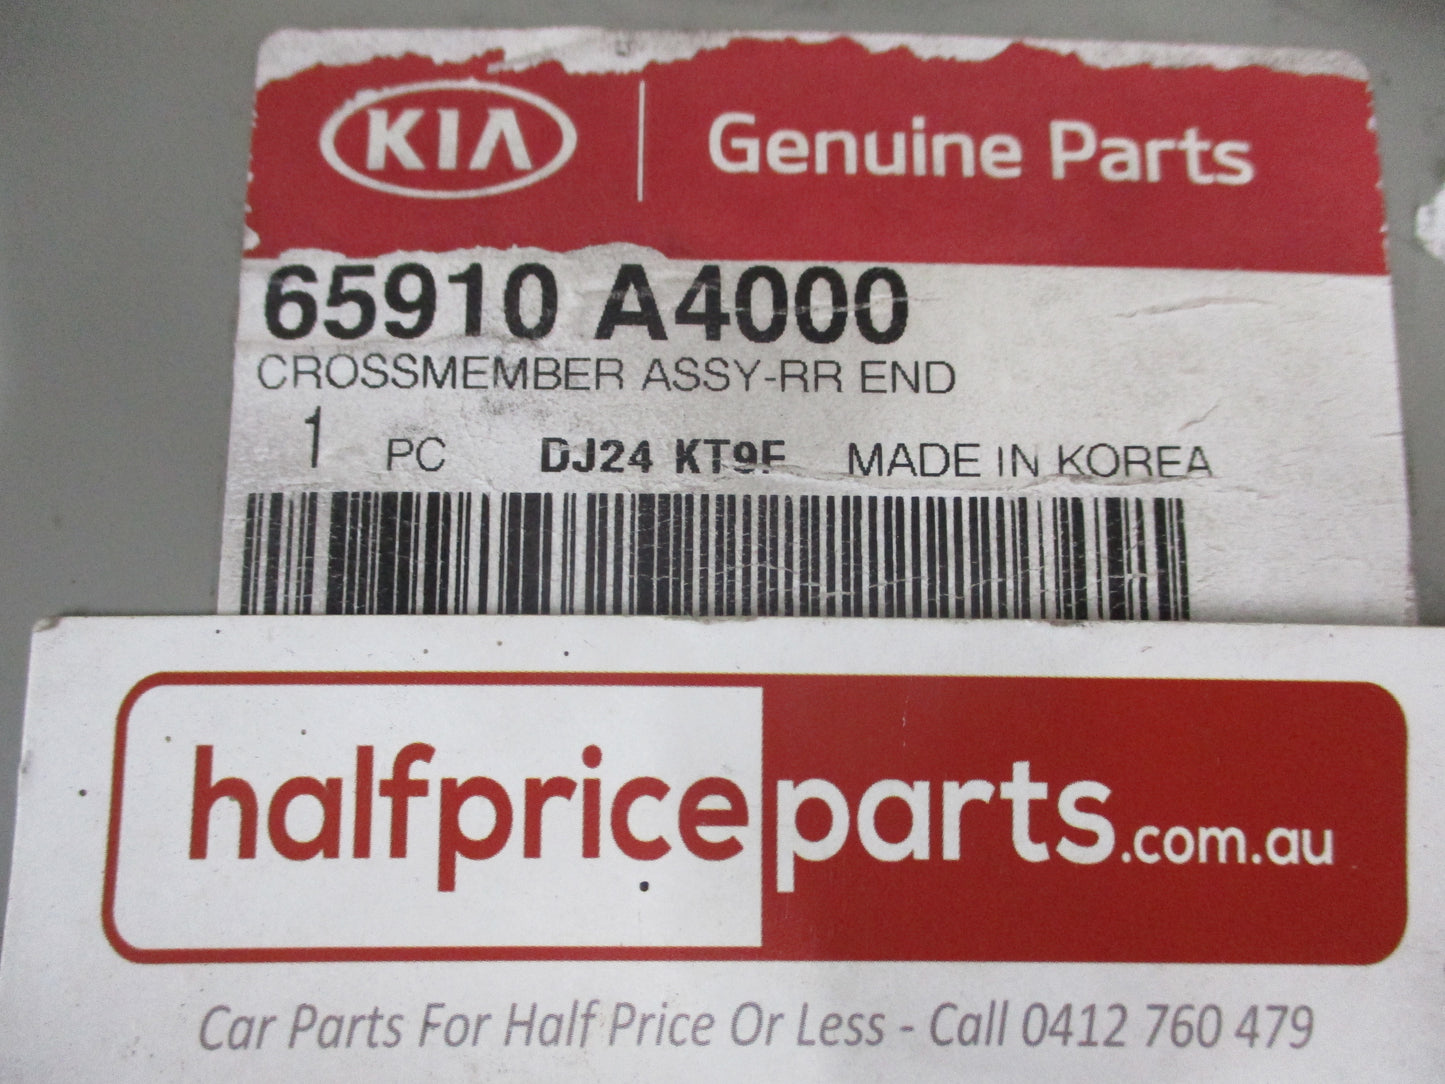 KIA Genuine Parts
65910 A4000
CROSSMEMBER ASSY-RR END
1 PC DJ24 KT9F MADE IN KOREA
halfpriceparts.com.au
Car Parts For Half Price Or Less - Call 0412 760 479